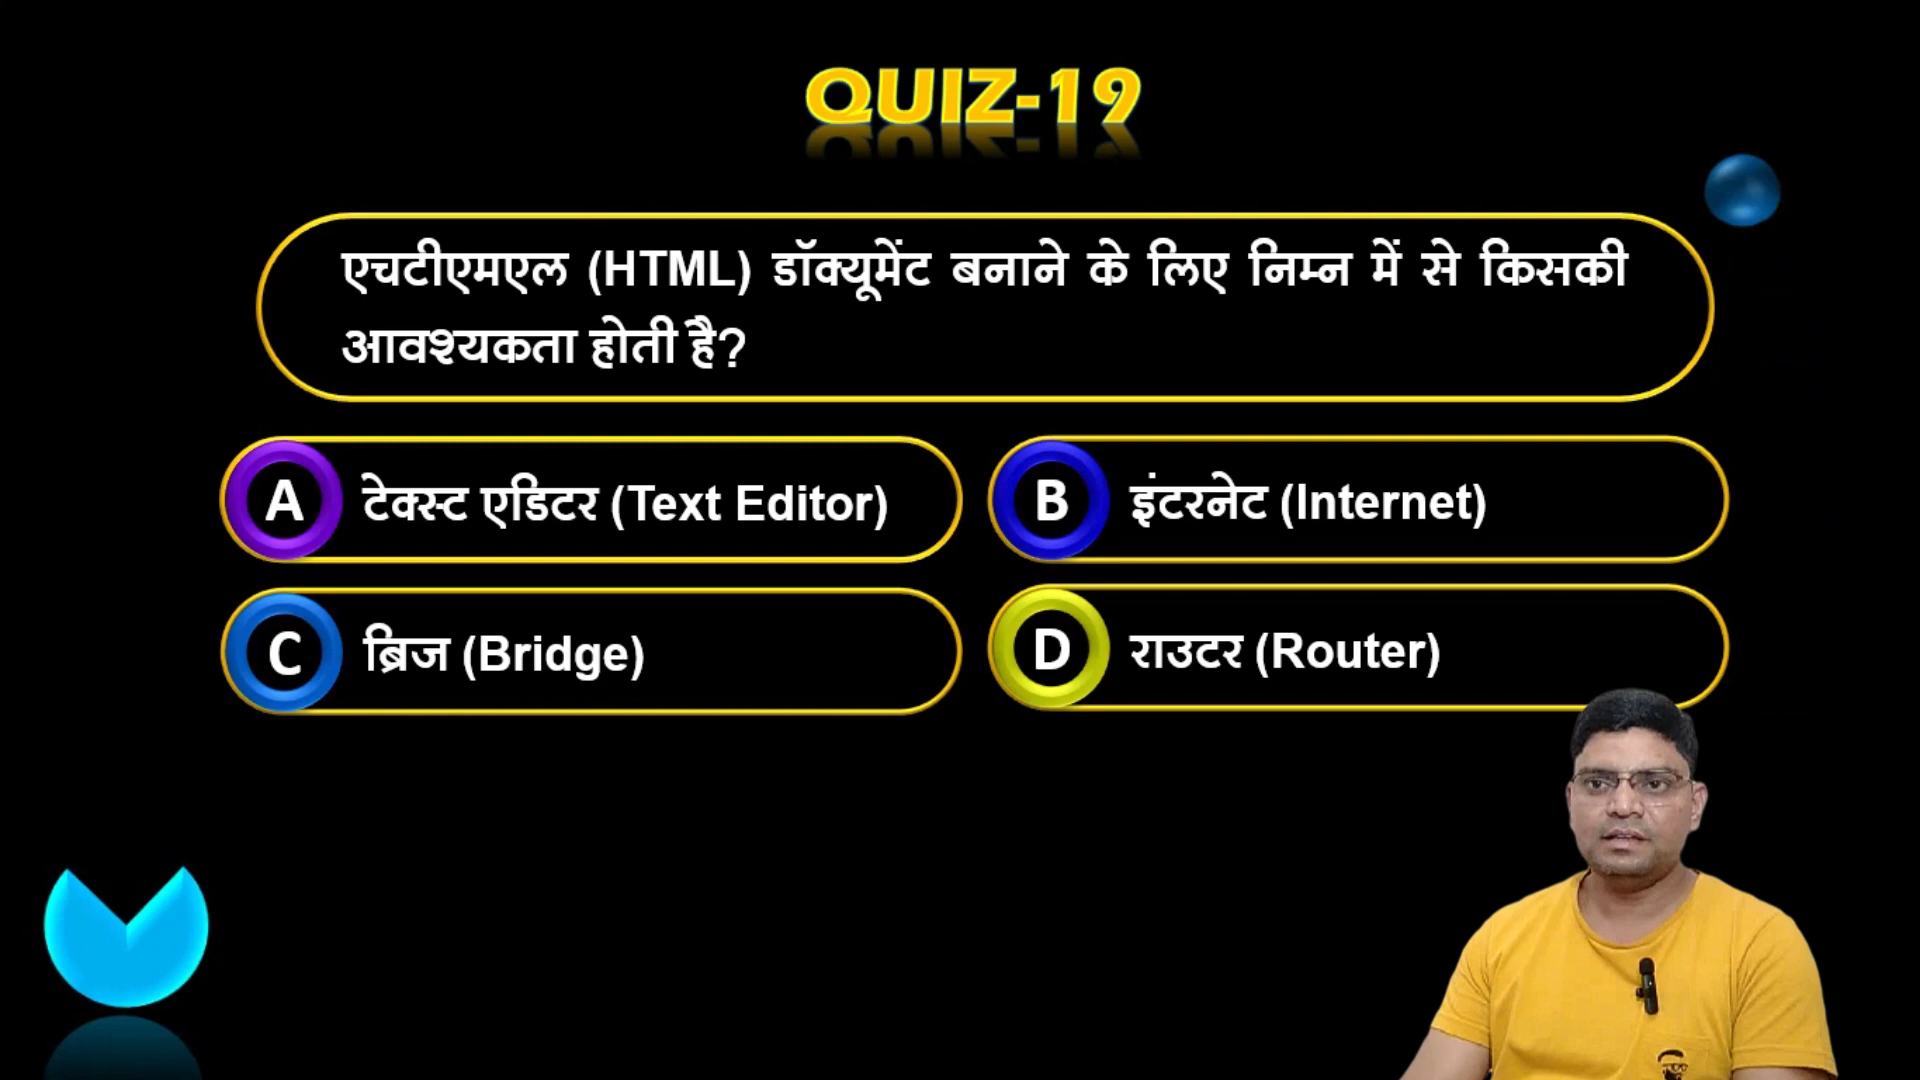 QUIZ-19
एचटीएमएल (HTML) डॉक्यूमेंट बनाने के लिए निम्न में से किसकी
आवश्यकता होती है?
A टेक्स्ट एडिटर (Text Editor)
B इंटरनेट (Internet)
C ब्रिज (Bridge)
D राउटर (Router)